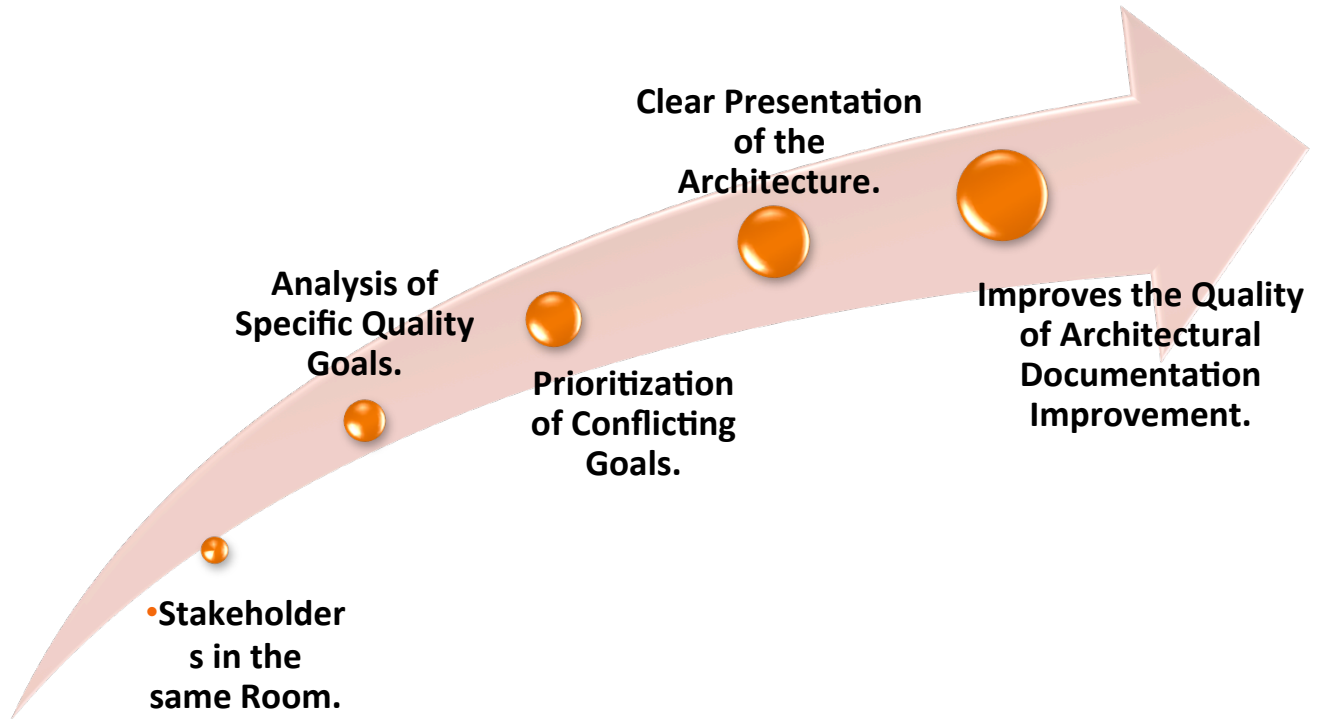 Clear Presentation
of the
Architecture.
Analysis of
Specific Quality
Goals.
Improves the Quality
of Architectural
Documentation
Improvement.
Prioritization
of Conflicting
Goals.
•Stakeholder
s in the
same Room.